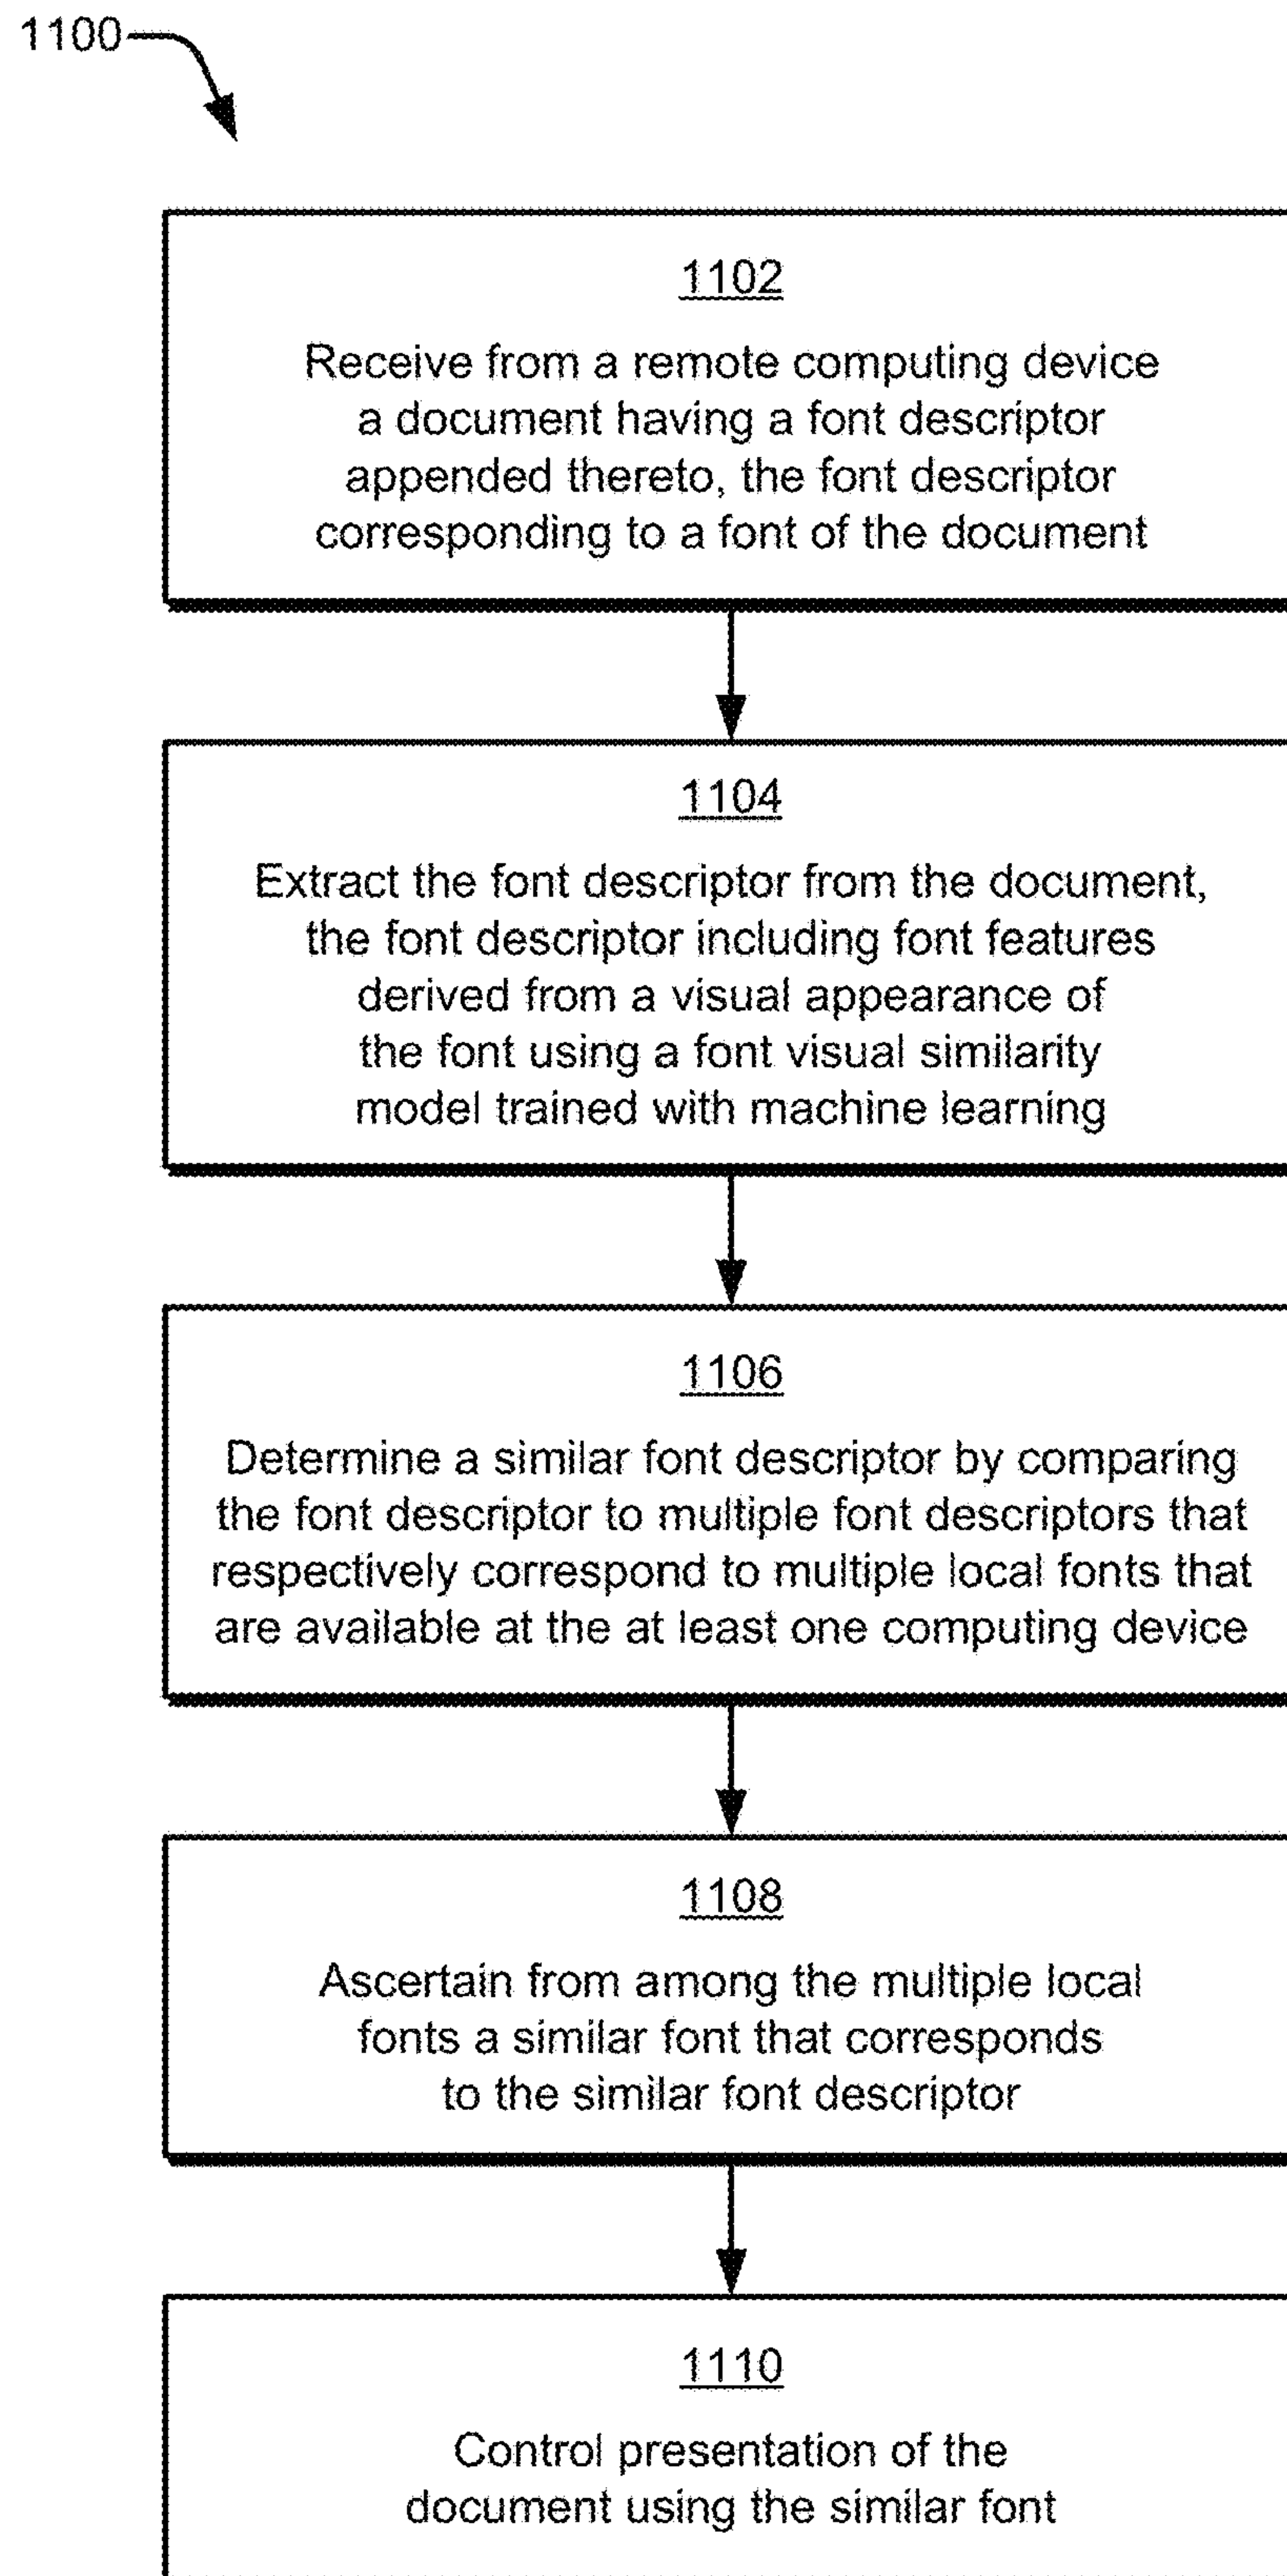 1100
1102
Receive from a remote computing device
a document having a font descriptor
appended thereto, the font descriptor
corresponding to a font of the document
1104
Extract the font descriptor from the document,
the font descriptor including font features
derived from a visual appearance of
the font using a font visual similarity
model trained with machine learning
1106
Determine a similar font descriptor by comparing
the font descriptor to multiple font descriptors that
respectively correspond to multiple local fonts that
are available at the at least one computing device
1108
Ascertain from among the multiple local
fonts a similar font that corresponds
to the similar font descriptor
1110
Control presentation of the
document using the similar font